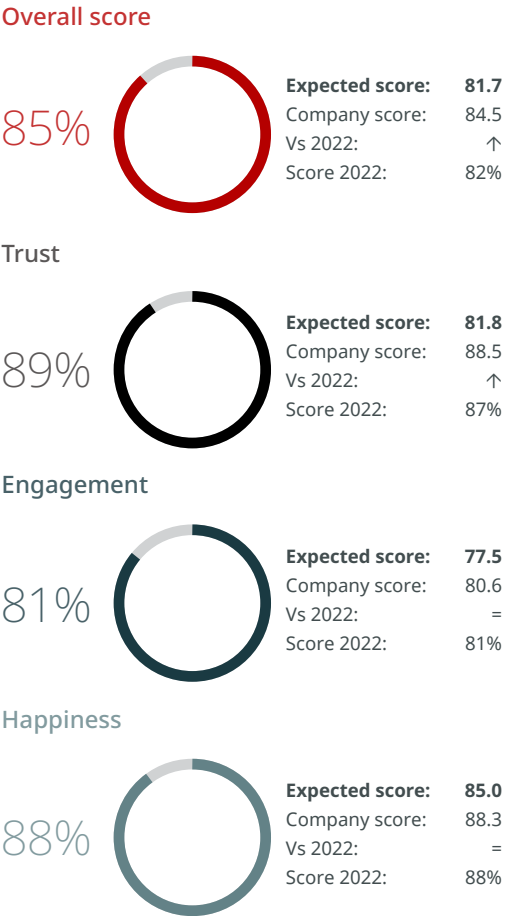 Overall score
85%
Expected score: 81.7
Company score: 84.5
Vs 2022: ↑
Score 2022: 82%
Trust
89%
Expected score: 81.8
Company score: 88.5
Vs 2022: ↑
Score 2022: 87%
Engagement
81%
Expected score: 77.5
Company score: 80.6
Vs 2022: =
Score 2022: 81%
Happiness
88%
Expected score: 85.0
Company score: 88.3
Vs 2022: =
Score 2022: 88%